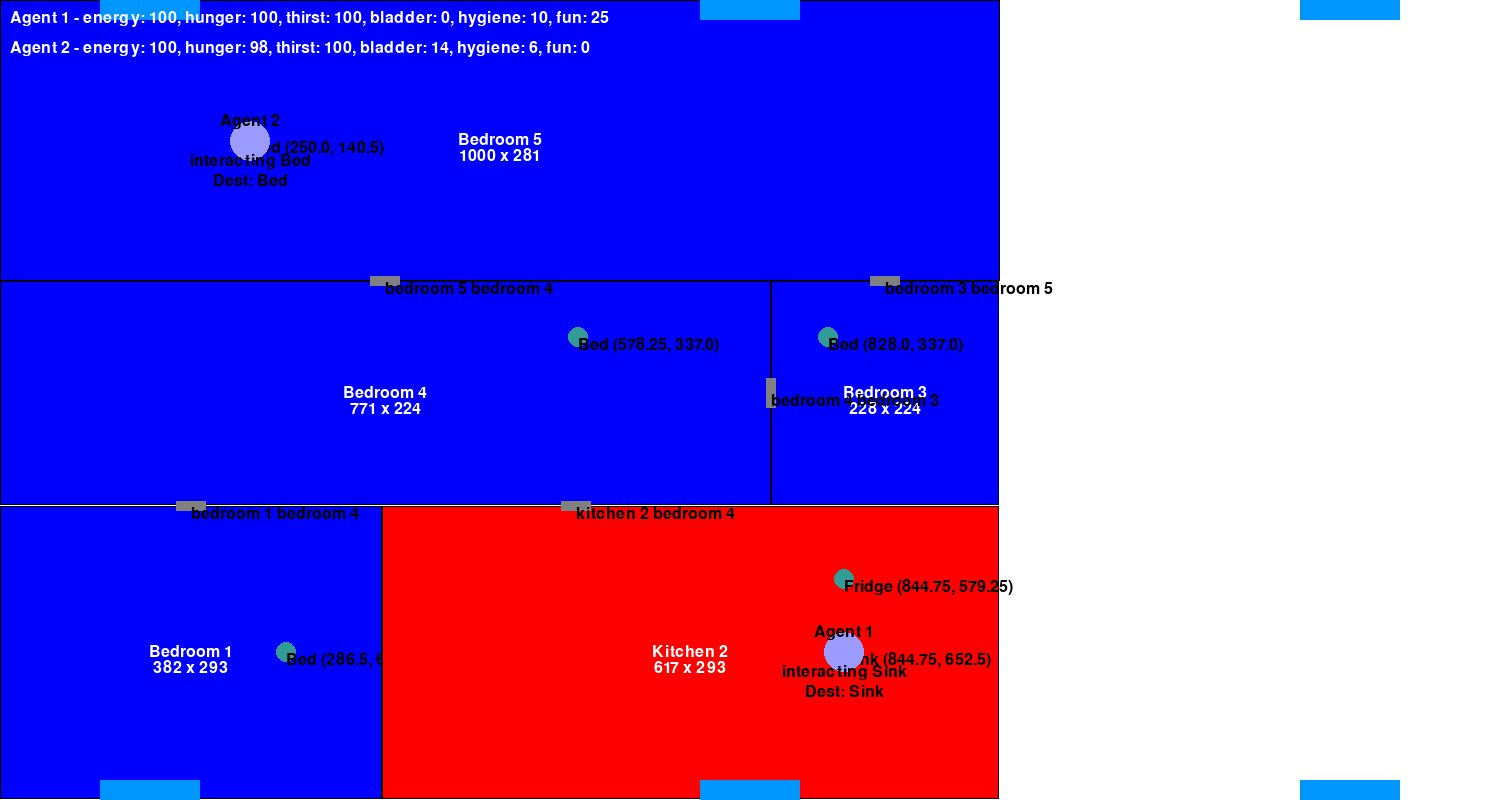 Agent 1 - energy: 100, hunger: 100, thirst: 100, bladder: 0, hygiene: 10, fun: 25
Agent 2 - energy: 100, hunger: 98, thirst: 100, bladder: 14, hygiene: 6, fun: 0
Agent 2
(250.0, 140.5)
interacting Bed
Dest: Bed
Bedroom 5
1000 x 281
bedroom 5 bedroom 4
bedroom 3 bedroom 5
Bed (578.25, 337.0)
Bed (828.0, 337.0)
Bedroom 4
771 x 224
Bedroom 3
228 x 224
bedroom 4 bedroom 3
bedroom 1 bedroom 4
kitchen 2 bedroom 4
Fridge (844.75, 579.25)
Agent 1
(844.75, 652.5)
interacting Sink
Dest: Sink
Bedroom 1
382 x 293
Bed (286.5,
Kitchen 2
617 x 293